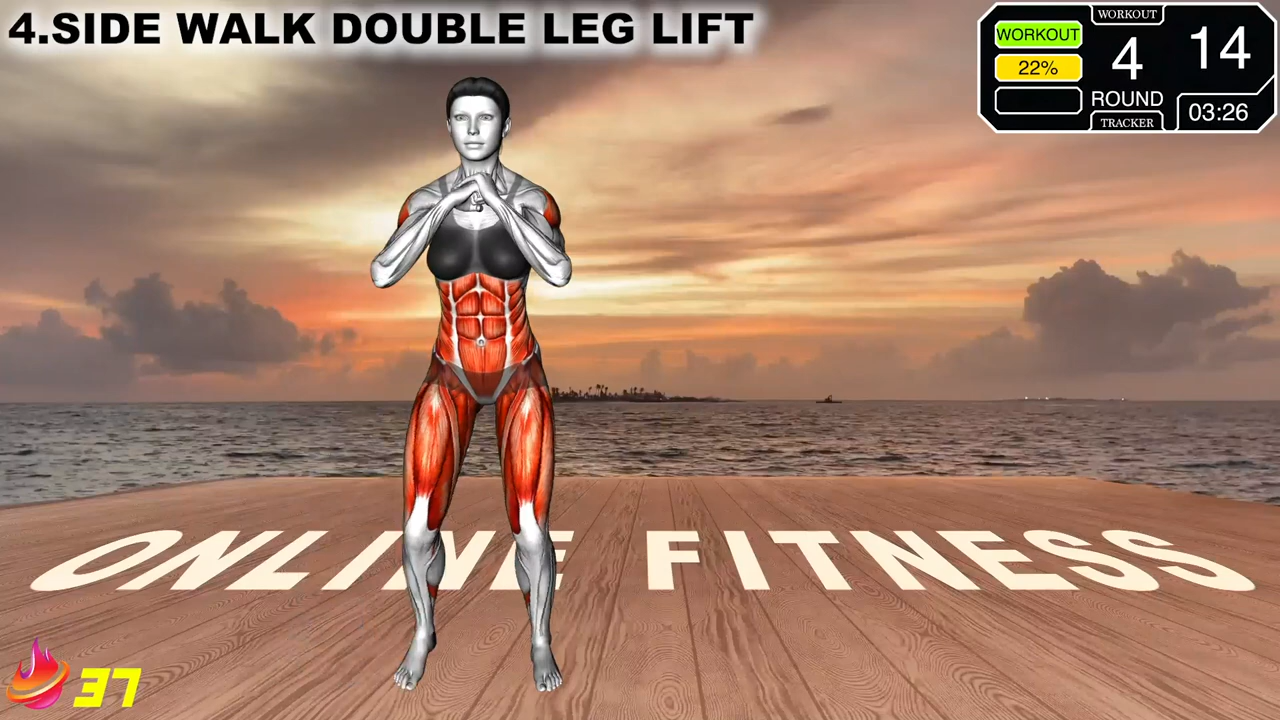 4.SIDE WALK DOUBLE LEG LIFT
WORKOUT
WORKOUT
22%
4
ROUND
TRACKER
14
03:26
ONLINE FITNESS
37